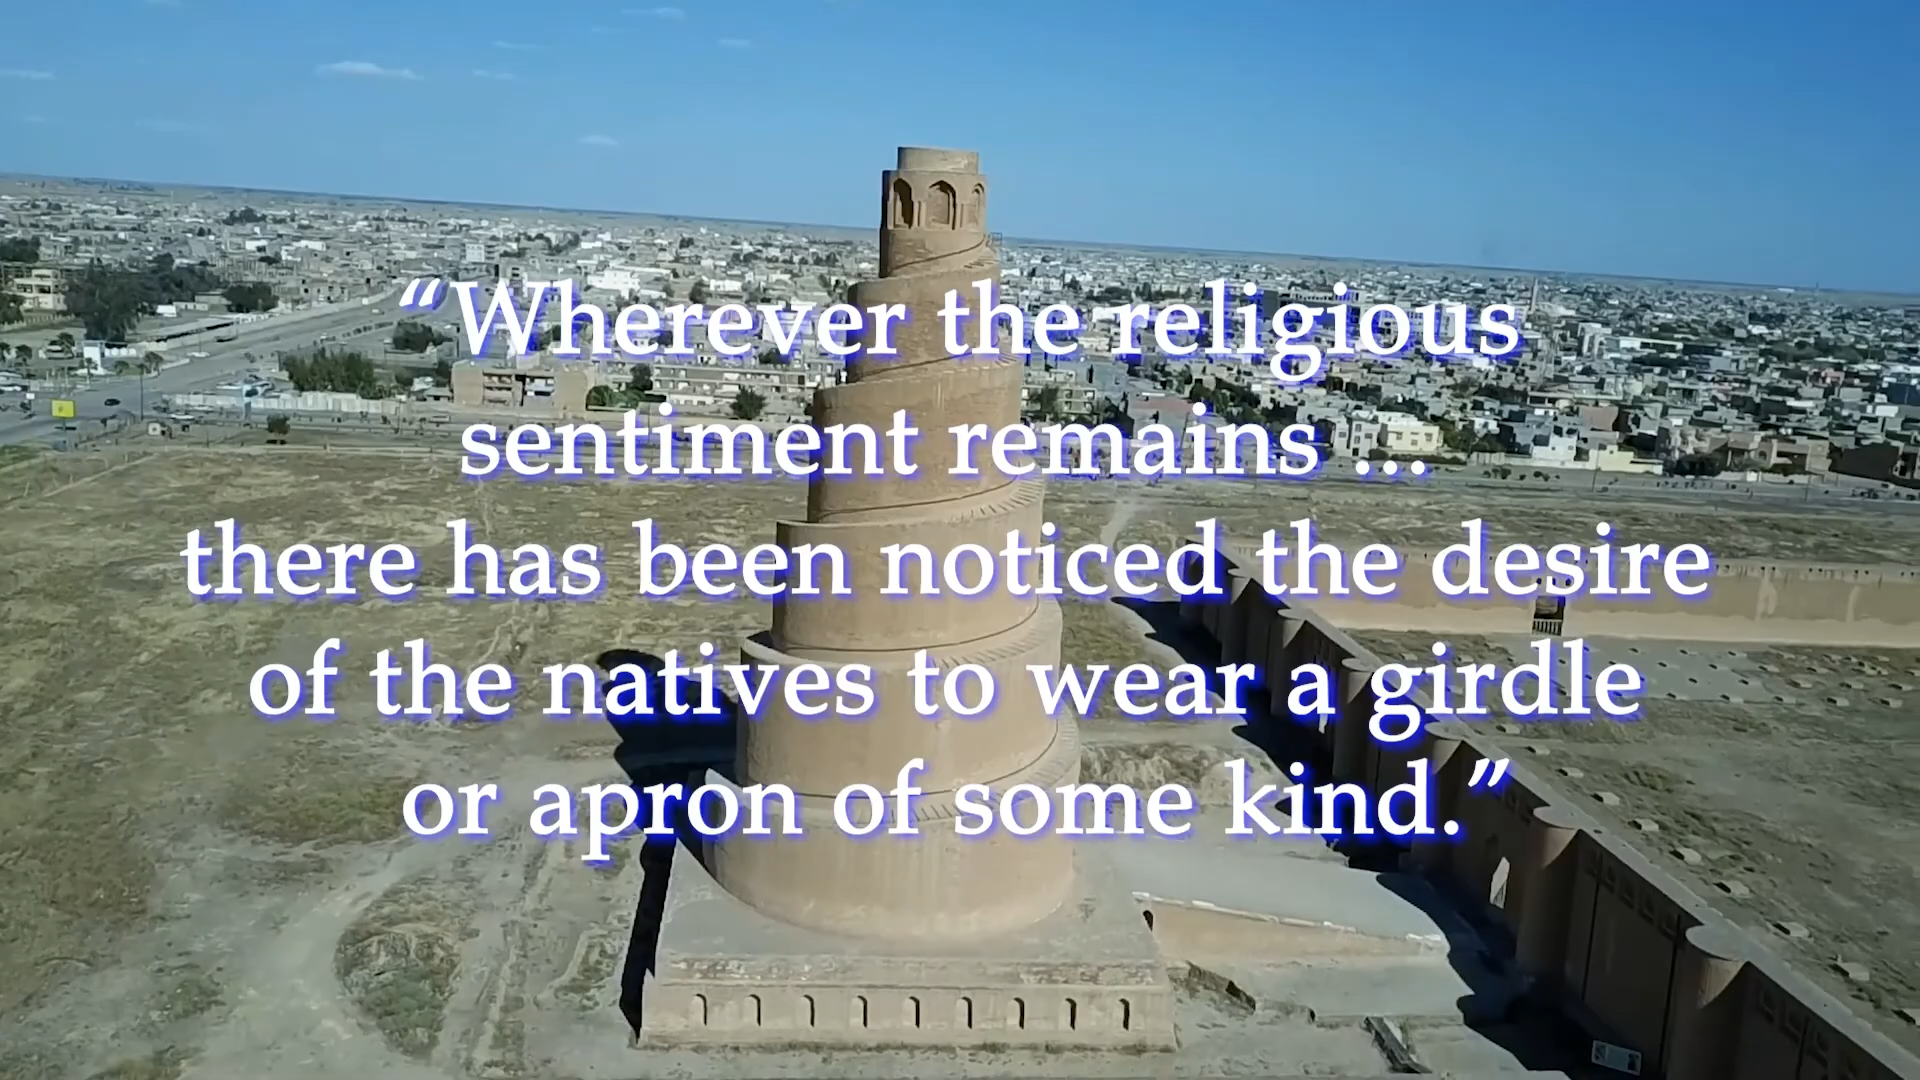 “Wherever the religious
sentiment remains ...
there has been noticed the desire
of the natives to wear a girdle
or apron of some kind.”